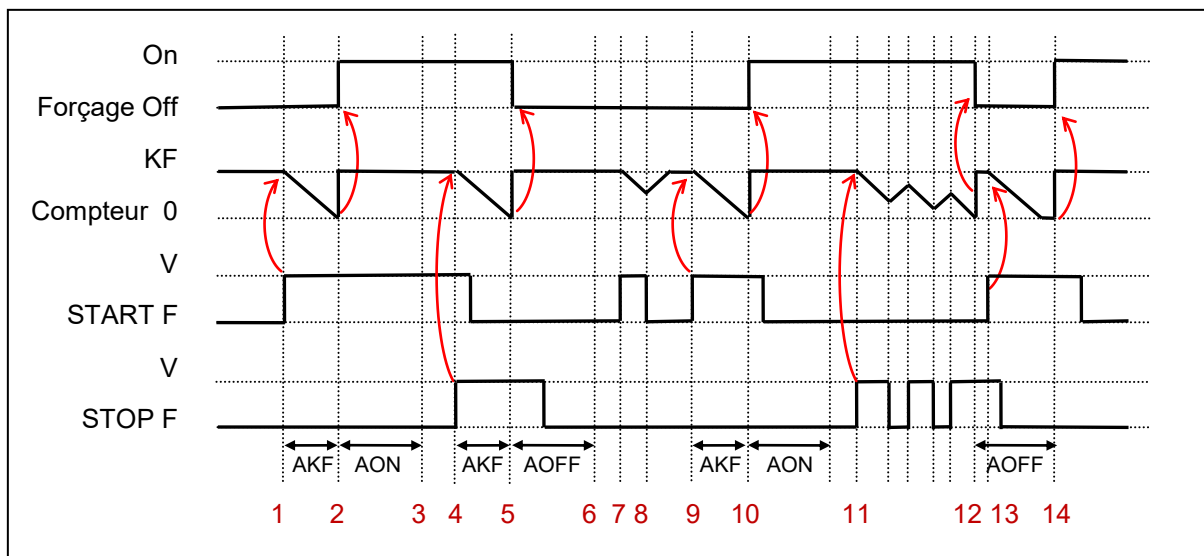 On
Forçage Off
KF
Compteur 0
V
START F
V
STOP F
AKF AON AKF AOFF AKF AON AOFF
1 2 3 4 5 6 7 8 9 10 11 12 13 14